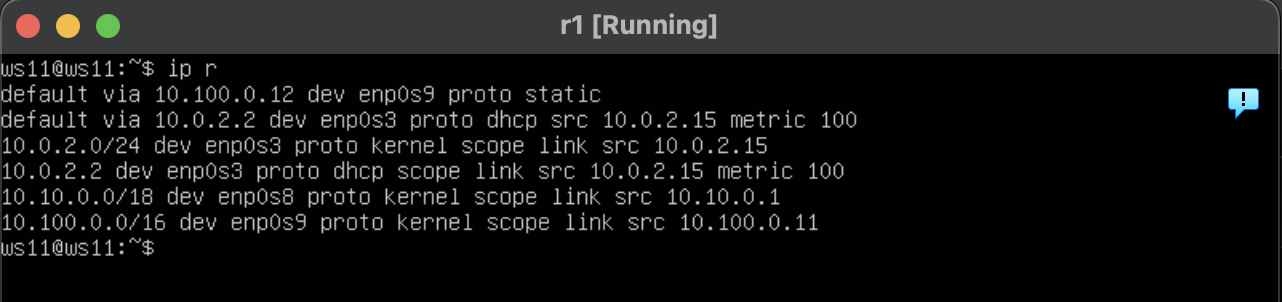 r1 [Running]
ws11@ws11:~$ ip r
default via 10.100.0.12 dev enp0s9 proto static
default via 10.0.2.2 dev enp0s3 proto dhcp src 10.0.2.15 metric 100
10.0.2.0/24 dev enp0s3 proto kernel scope link src 10.0.2.15
10.0.2.2 dev enp0s3 proto dhcp scope link src 10.0.2.15 metric 100
10.10.0.0/18 dev enp0s8 proto kernel scope link src 10.10.0.1
10.100.0.0/16 dev enp0s9 proto kernel scope link src 10.100.0.11
ws11@ws11:~$